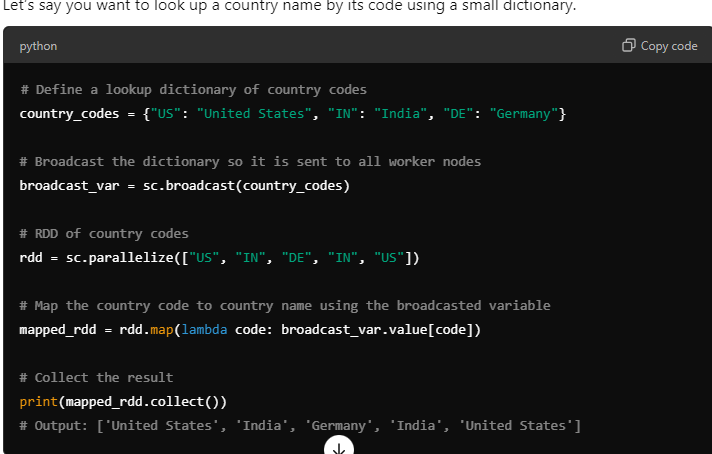 Let's say you want to look up a country name by its code using a small dictionary.
python
Copy code
# Define a lookup dictionary of country codes
country_codes = {"US": "United States", "IN": "India", "DE": "Germany"}
# Broadcast the dictionary so it is sent to all worker nodes
broadcast_var = sc.broadcast(country_codes)
# RDD of country codes
rdd = sc.parallelize(["US", "IN", "DE", "IN", "US"])
# Map the country code to country name using the broadcasted variable
mapped_rdd = rdd.map(lambda code: broadcast_var.value[code])
# Collect the result
print(mapped_rdd.collect())
# Output: ['United States', 'India', 'Germany', 'India', 'United States']